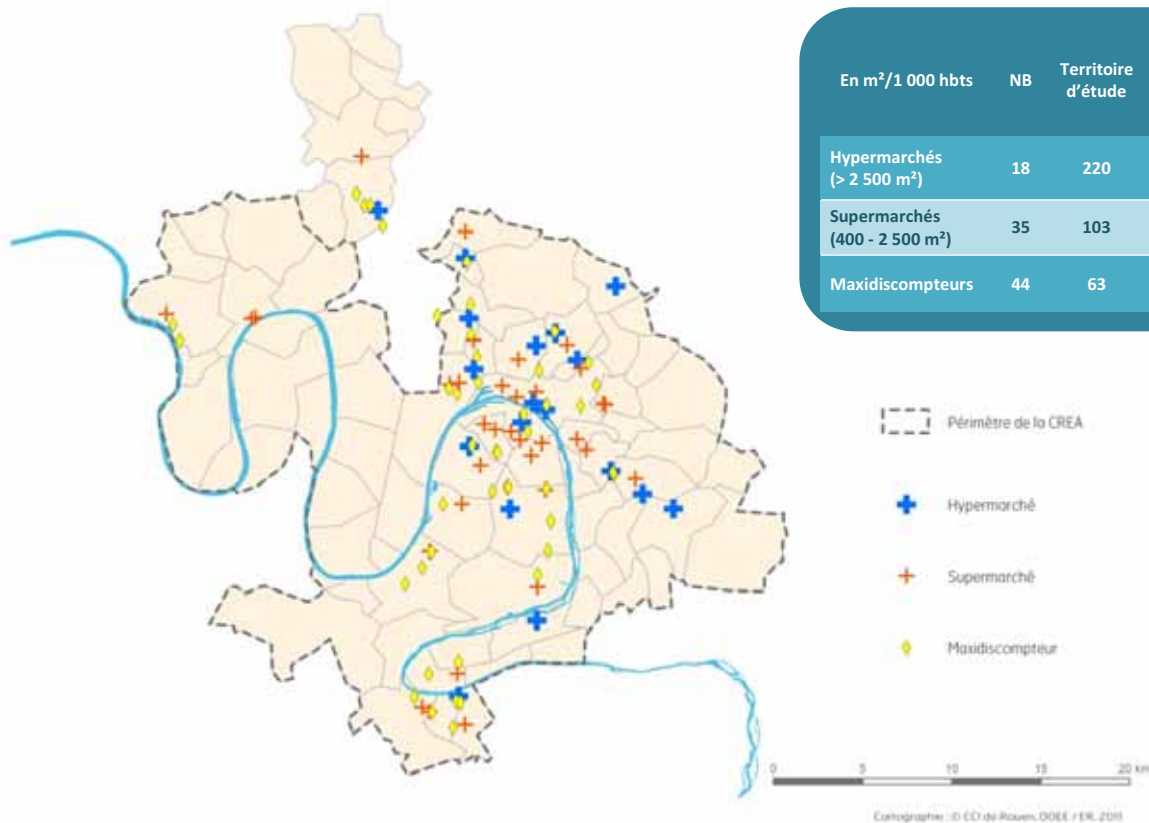 En m²/1 000 hbts NB Territoire d'étude
Hypermarchés (> 2 500 m²) 18 220
Supermarchés (400 - 2 500 m²) 35 103
Maxidiscompteurs 44 63
Périmètre de la CREA
Hypermarché
Supermarché
Maxidiscompteur
0 5 10 15 20 km
Cartographie : © CCI de Rouen, DOEE / ER, 2011